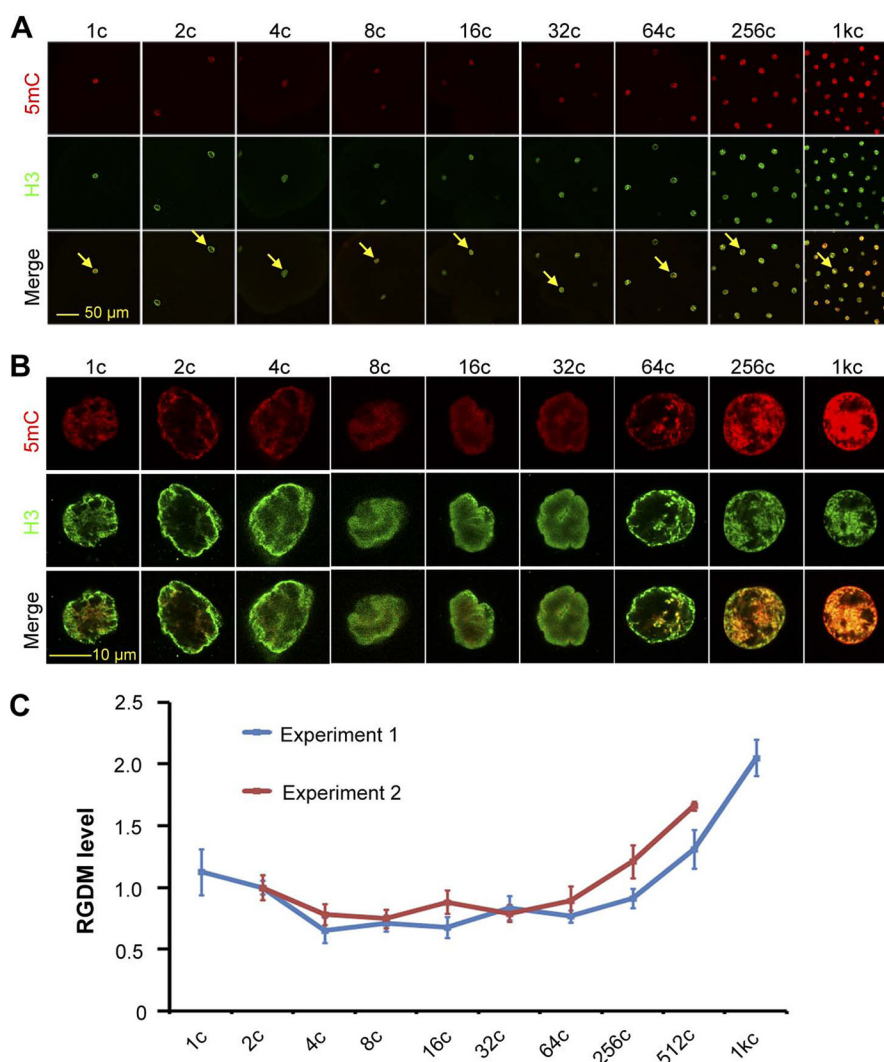 A
1c 2c 4c 8c 16c 32c 64c 256c 1kc
5mC
H3
Merge
50 µm
B
1c 2c 4c 8c 16c 32c 64c 256c 1kc
5mC
H3
Merge
10 µm
C
2.5
2.0
1.5
1.0
0.5
0
RGDM level
Experiment 1
Experiment 2
1c 2c 4c 8c 16c 32c 64c 256c 512c 1kc